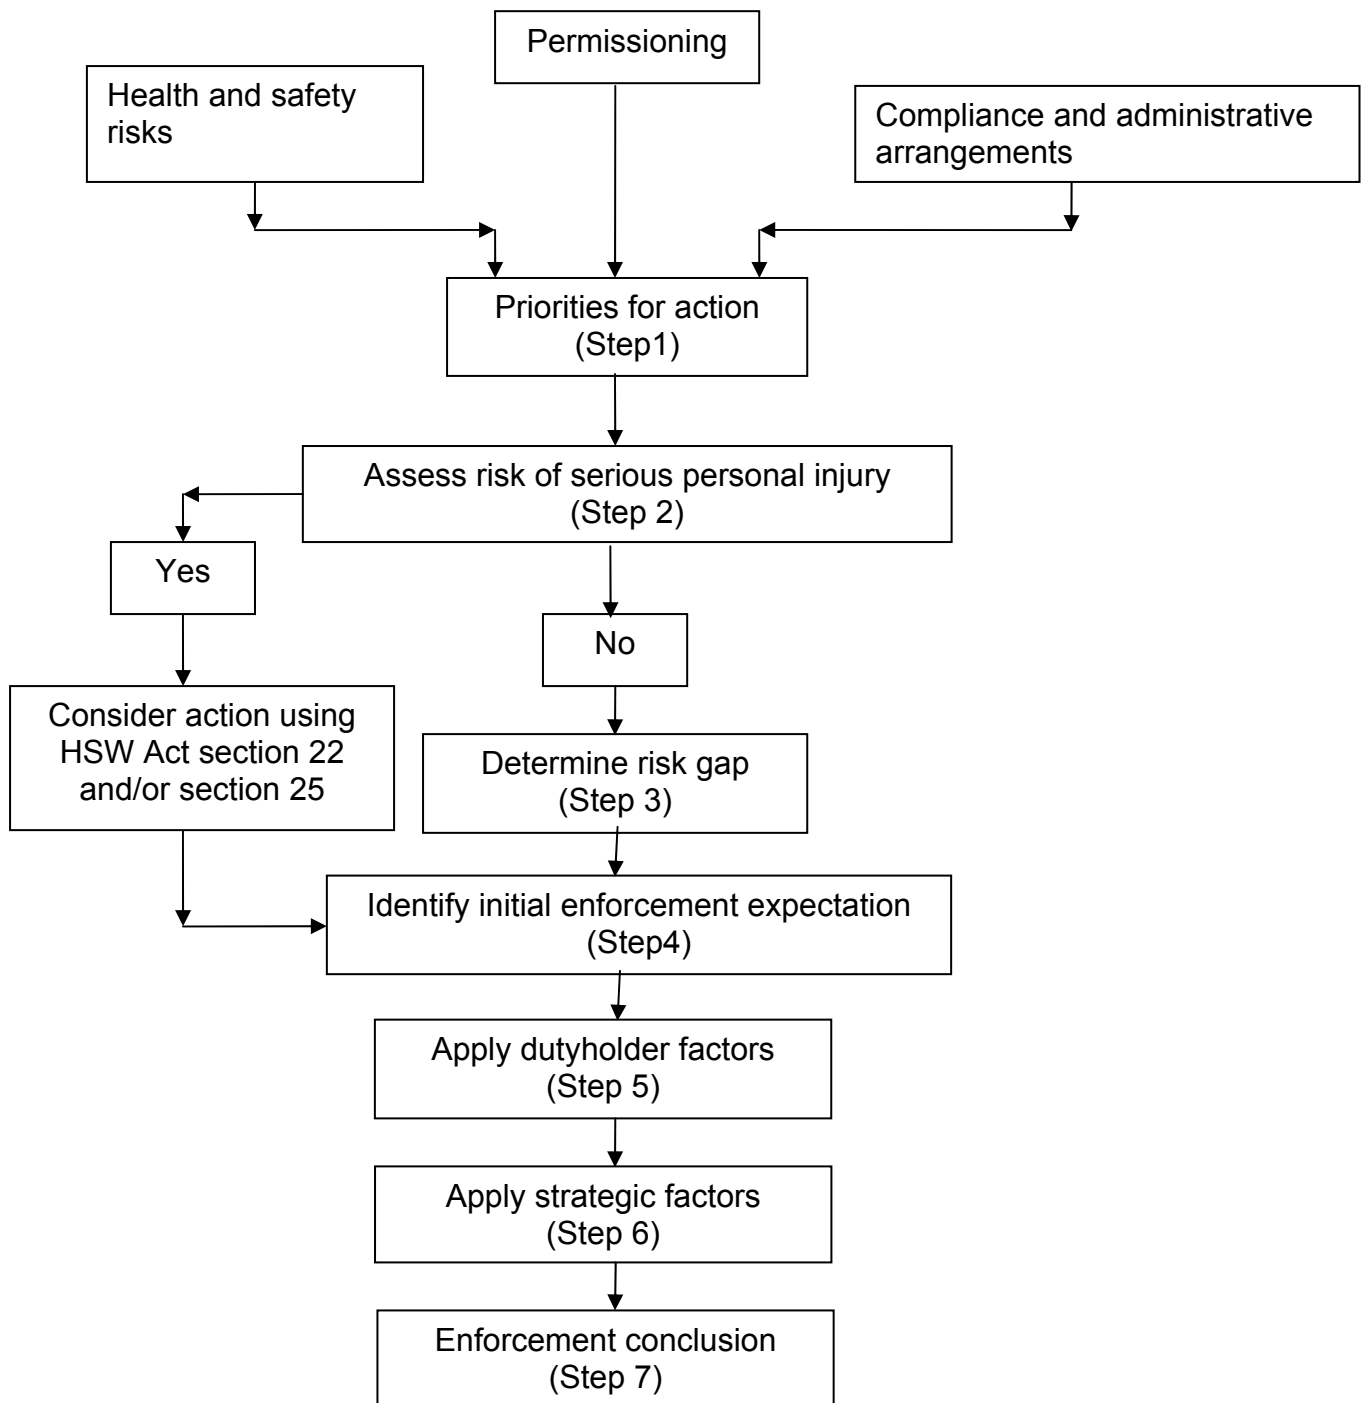 Permissioning
Health and safety
risks
Compliance and administrative
arrangements
Priorities for action
(Step1)
Assess risk of serious personal injury
(Step 2)
Yes
No
Consider action using
HSW Act section 22
and/or section 25
Determine risk gap
(Step 3)
Identify initial enforcement expectation
(Step4)
Apply dutyholder factors
(Step 5)
Apply strategic factors
(Step 6)
Enforcement conclusion
(Step 7)